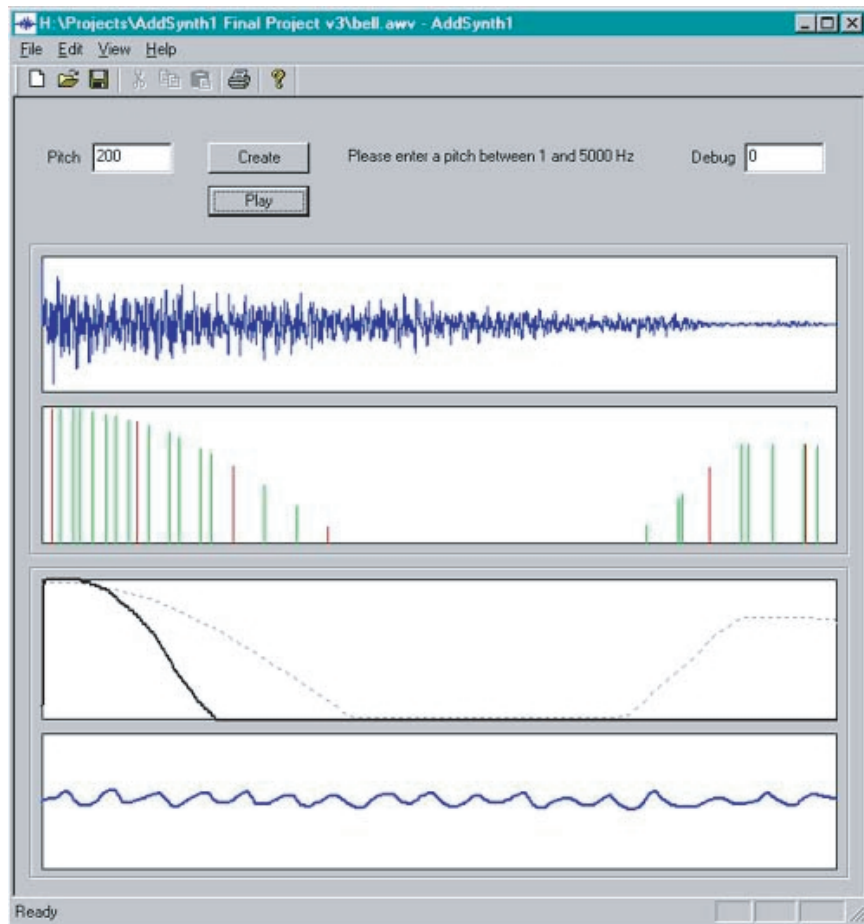 H:\Projects\AddSynth1 Final Project v3\bell.awv - AddSynth1
File Edit View Help
Pitch 200 Create Please enter a pitch between 1 and 5000 Hz Debug 0
Play
Ready